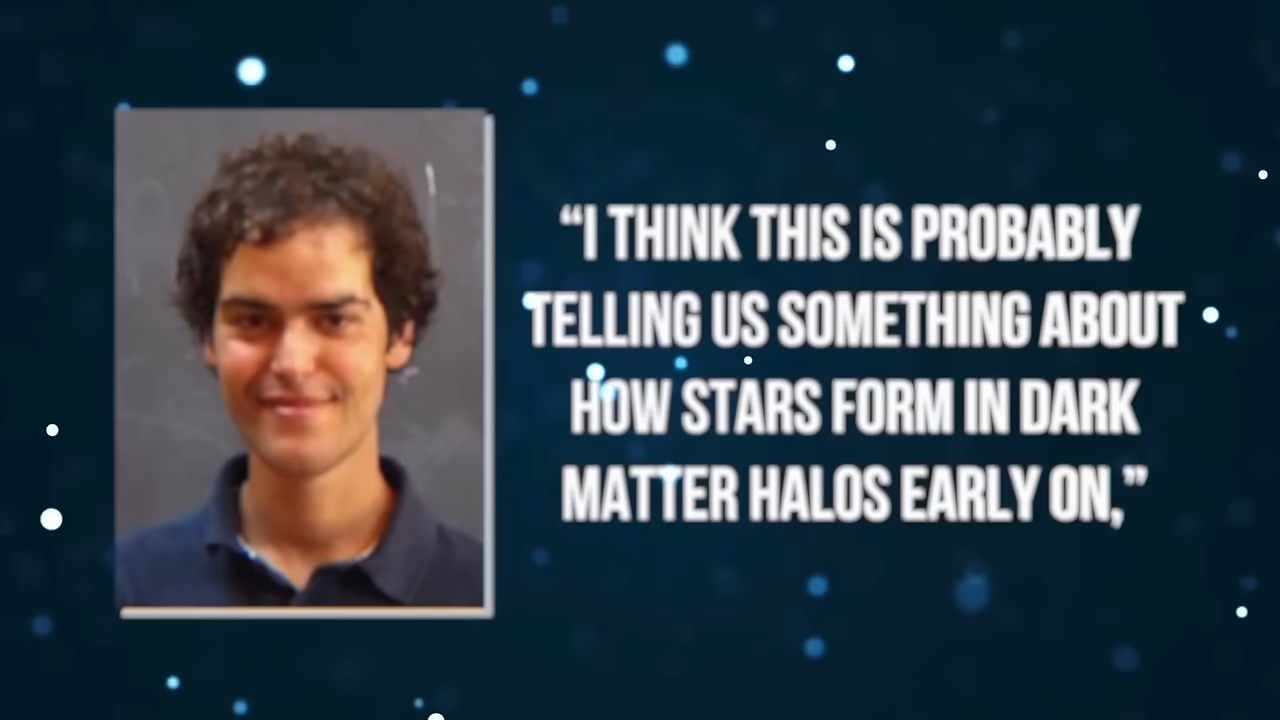 “I THINK THIS IS PROBABLY
TELLING US SOMETHING ABOUT
HOW STARS FORM IN DARK
MATTER HALOS EARLY ON,”